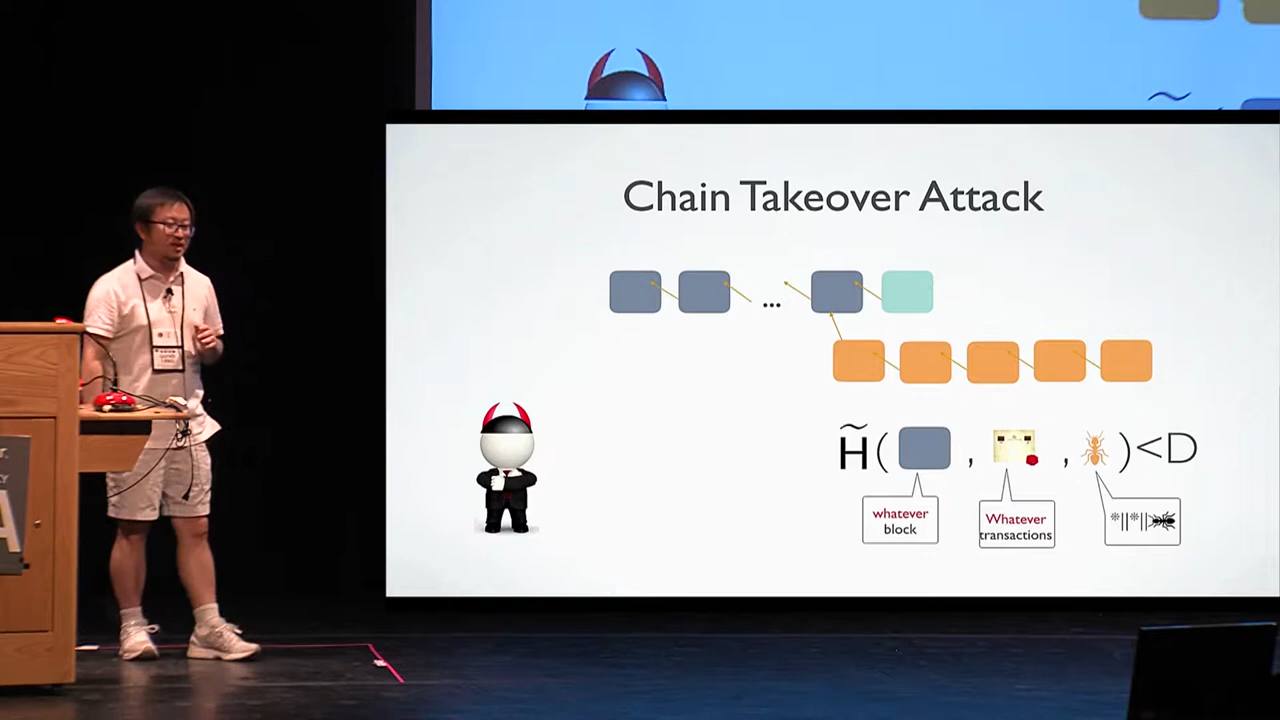 Chain Takeover Attack
...
H̃( , , )<D
whatever
block
Whatever
transactions
*||*||